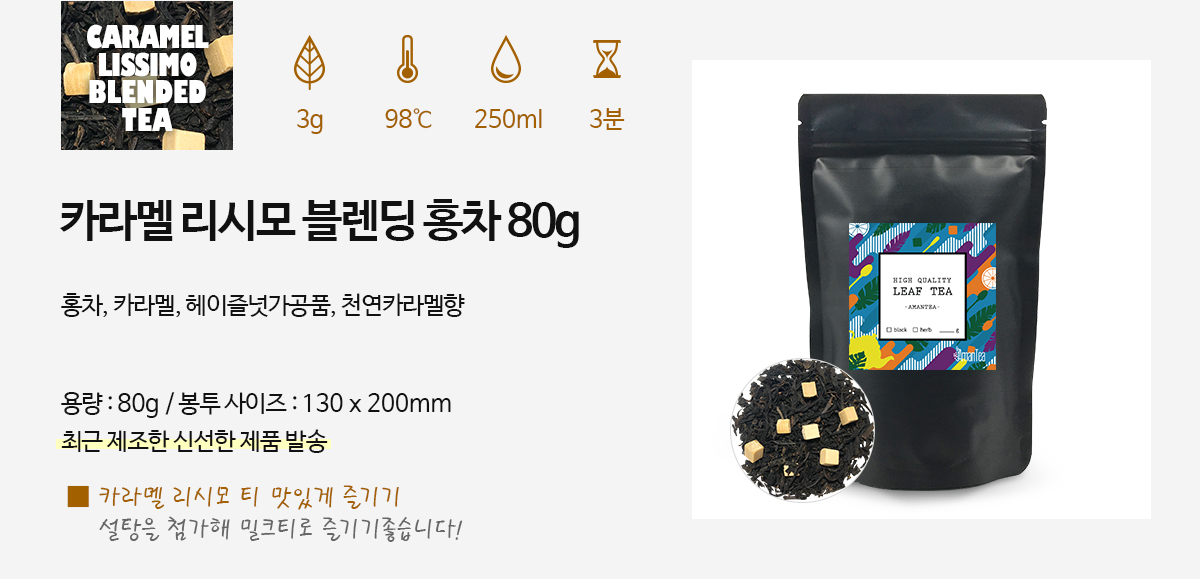 CARAMEL
LISSIMO
BLENDED
TEA
3g
98℃
250ml
3분
카라멜 리시모 블렌딩 홍차 80g
홍차, 카라멜, 헤이즐넛가공품, 천연카라멜향
용량 : 80g / 봉투 사이즈 : 130 x 200mm
최근 제조한 신선한 제품 발송
■ 카라멜 리시모 티 맛있게 즐기기
설탕을 첨가해 밀크티로 즐기기좋습니다!
HIGH QUALITY
LEAF TEA
-AMANTEA-
□ black □ herb ____ g
AmanTea